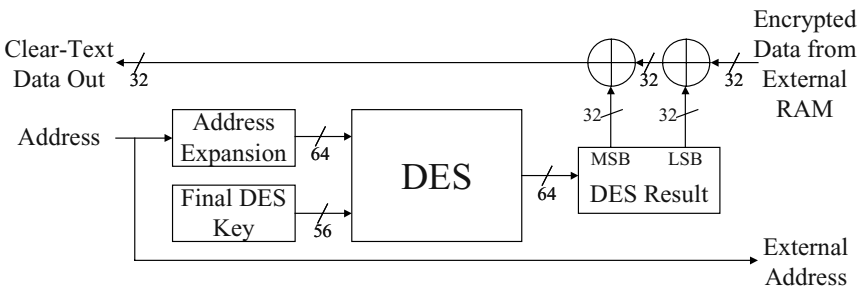 Clear-Text
Data Out
32
32
32
Encrypted
Data from
External
RAM
32
32
Address
Address
Expansion
64
Final DES
Key
56
DES
64
MSB
LSB
DES Result
External
Address